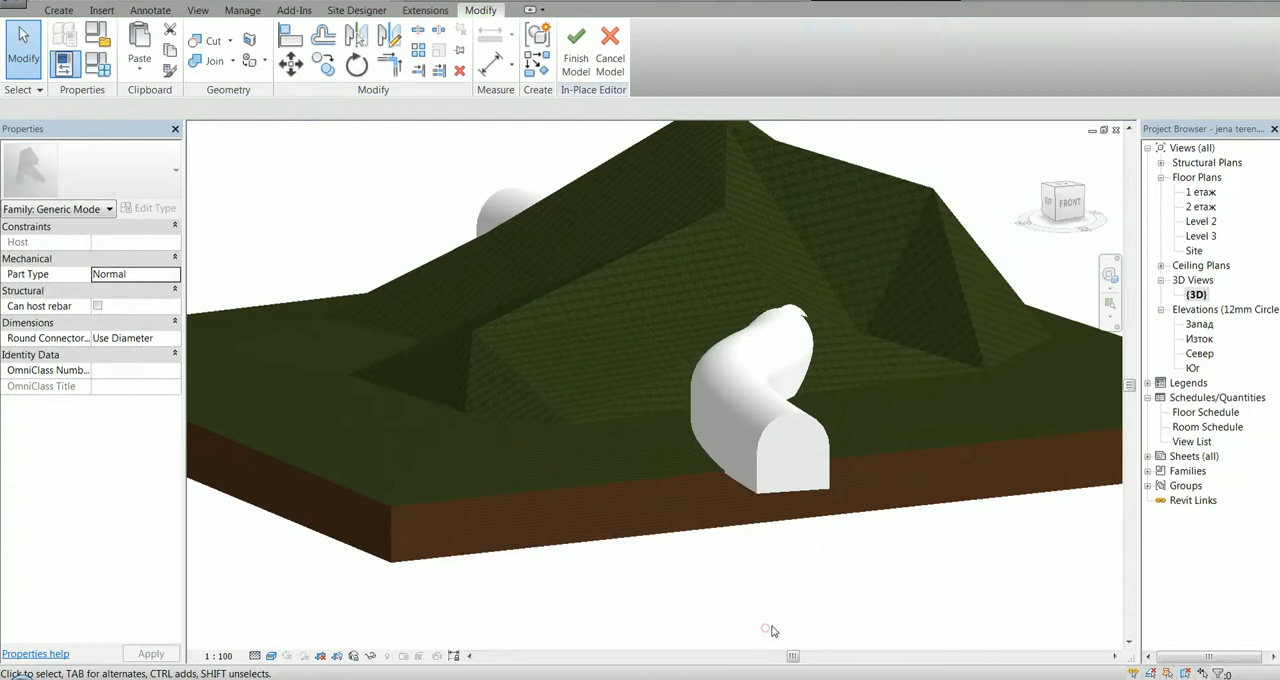 Create Annotate Insert View Manage Add-Ins Site Designer Extensions Modify
Modify
Paste
Cut
Join
Finish Model
Cancel Model
Select Properties Clipboard Geometry Modify Measure Create In-Place Editor
Properties
Family: Generic Mode
Edit Type
Constraints
Host
Mechanical
Part Type Normal
Structural
Can host rebar
Dimensions
Round Connector... Use Diameter
Identity Data
OmniClass Numb...
OmniClass Title
Properties help
Apply
FRONT
Project Browser - jena teren....
Views (all)
Structural Plans
Floor Plans
1 етаж
2 етаж
Level 2
Level 3
Site
Ceiling Plans
3D Views
{3D}
Elevations (12mm Circle
Запад
Изток
Север
Юг
Legends
Schedules/Quantities
Floor Schedule
Room Schedule
View List
Sheets (all)
Families
Groups
Revit Links
1 : 100
Click to select, TAB for alternates, CTRL adds, SHIFT unselects.
:0